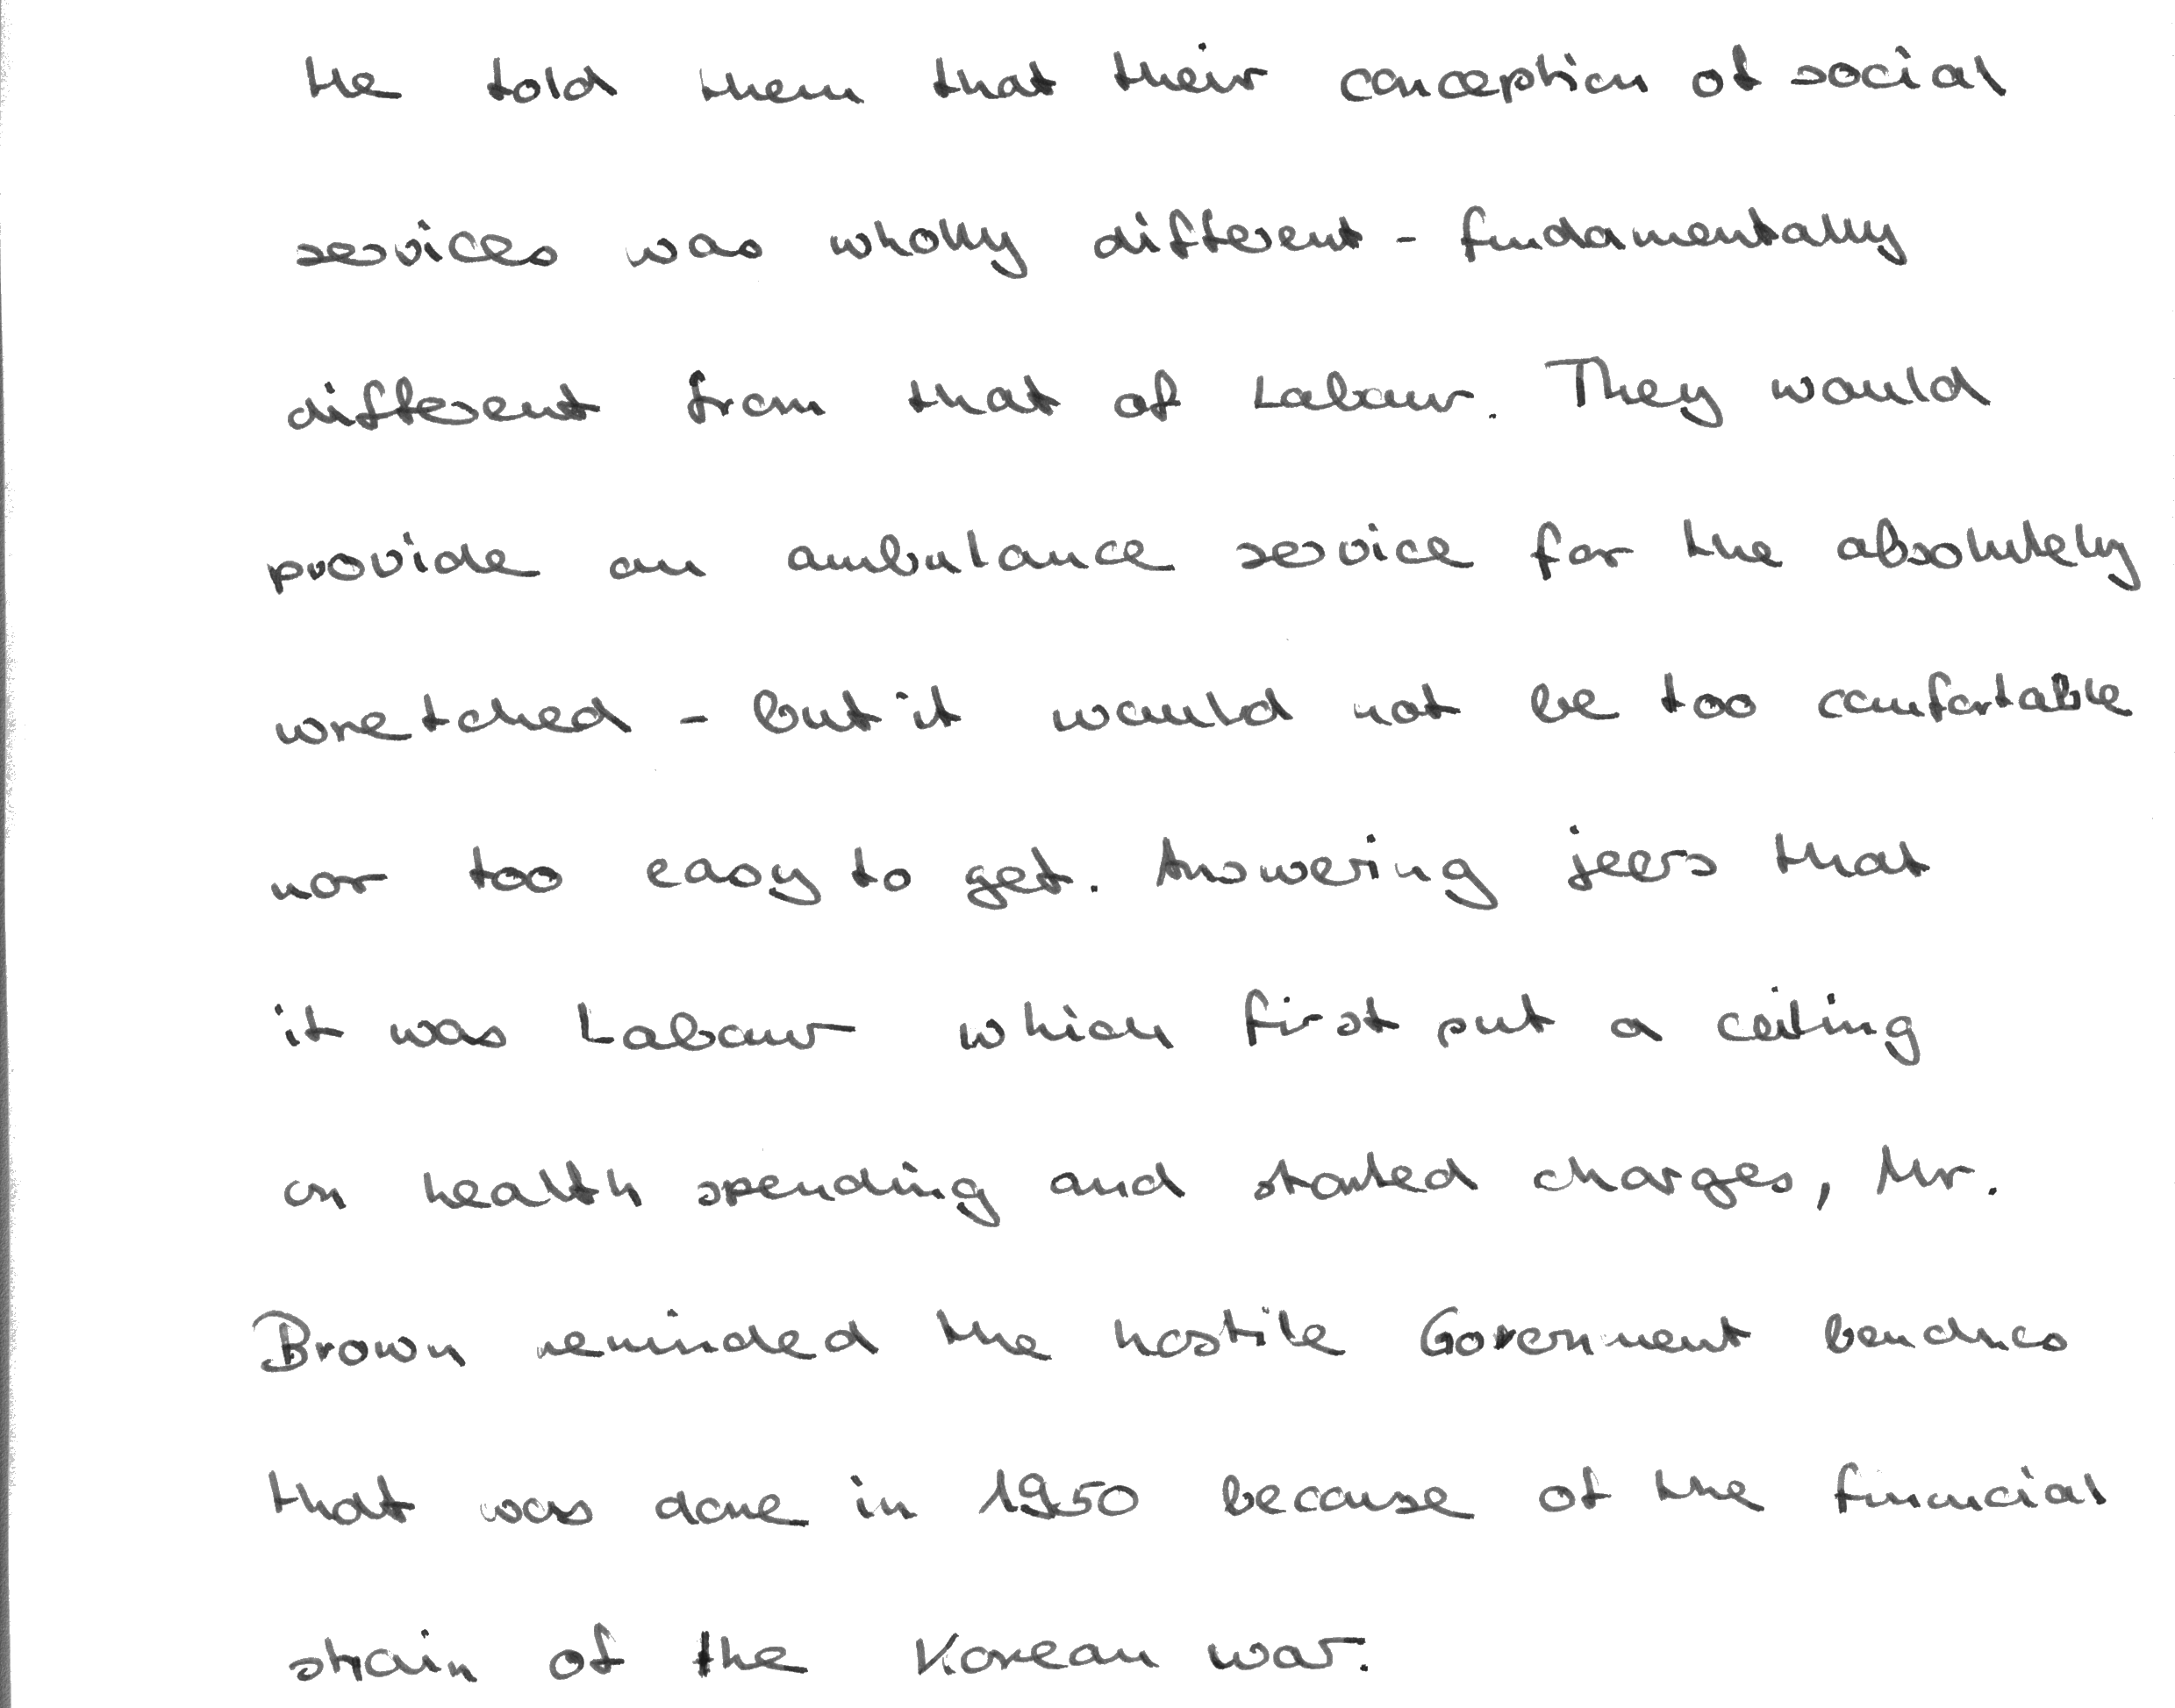 He told them that their conception of social
services was wholly different - fundamentally
different from that of Labour. They would
provide an ambulance service for the absolutely
wretched - but it would not be too comfortable
nor too easy to get. Answering jeers that
it was Labour which first put a ceiling
on health spending and started charges, Mr.
Brown reminded the hostile Government benches
that was done in 1950 because of the financial
strain of the Korean war.